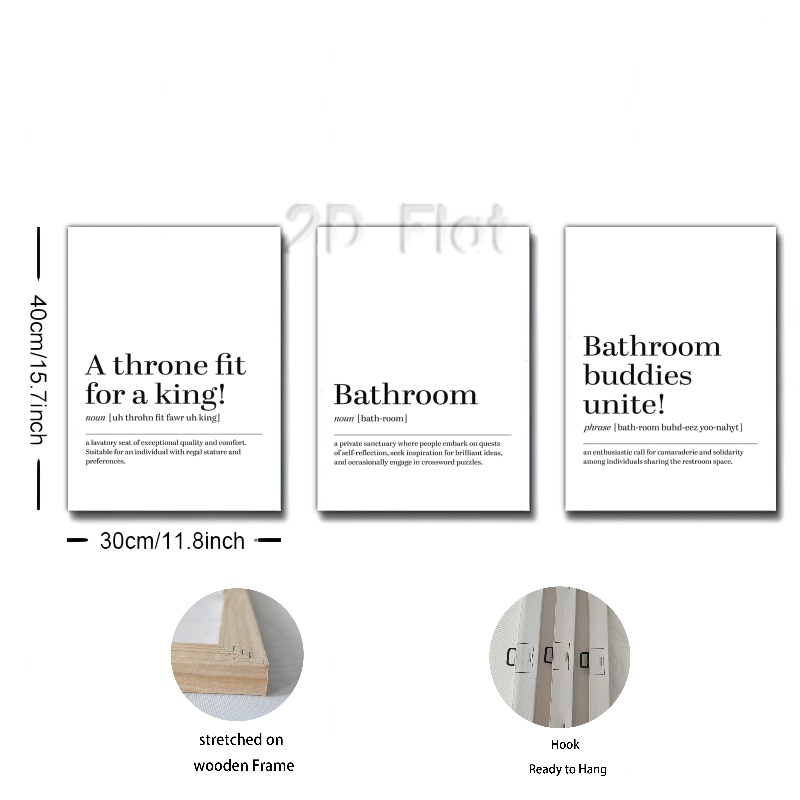 2D Flat
40cm/15.7inch
A throne fit
for a king!
noun [uh throhn fit fawr uh king]
a lavatory seat of exceptional quality and comfort.
Suitable for an individual with regal stature and
preferences.
Bathroom
noun [bath-room]
a private sanctuary where people embark on quests
of self-reflection, seek inspiration for brilliant ideas,
and occasionally engage in crossword puzzles.
Bathroom
buddies
unite!
phrase [bath-room buhd-eez yoo-nahyt]
an enthusiastic call for camaraderie and solidarity
among individuals sharing the restroom space.
30cm/11.8inch
stretched on
wooden Frame
Hook
Ready to Hang